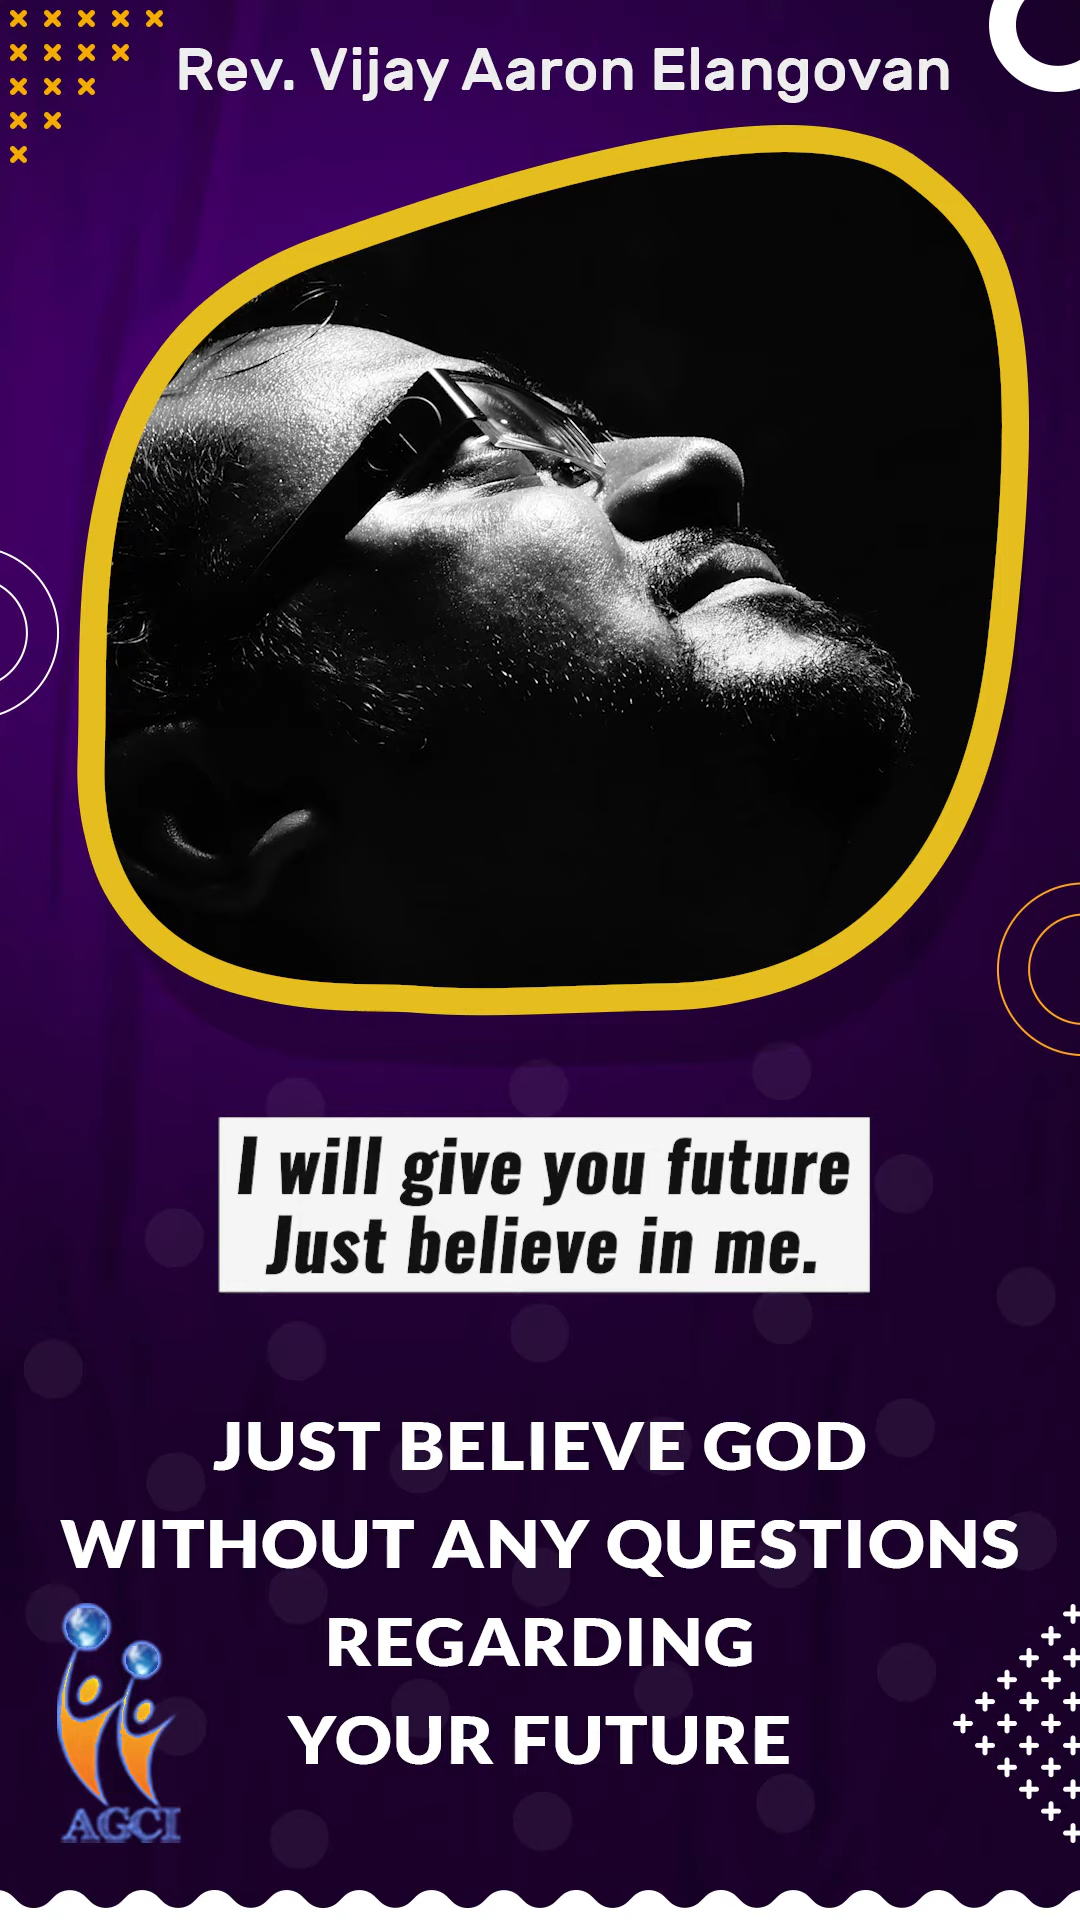 Rev. Vijay Aaron Elangovan
I will give you future
Just believe in me.
JUST BELIEVE GOD
WITHOUT ANY QUESTIONS
REGARDING
YOUR FUTURE
AGCI